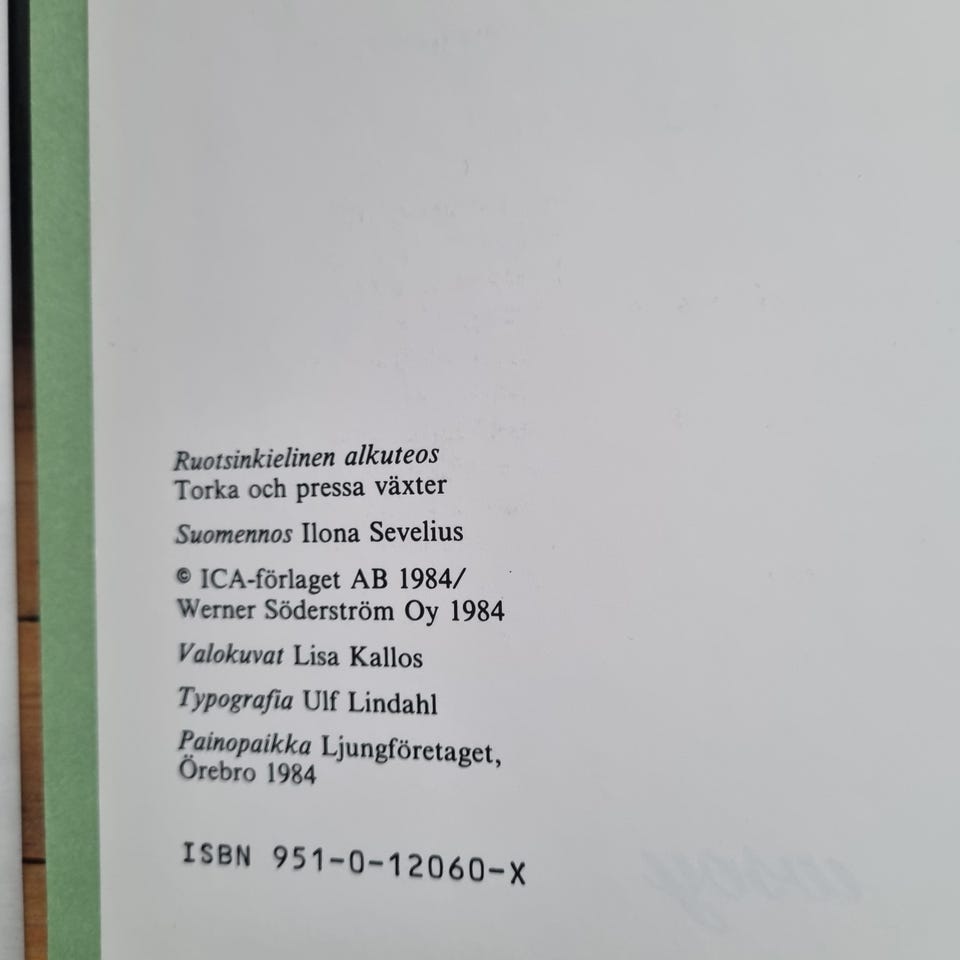 Ruotsinkielinen alkuteos
Torka och pressa växter
Suomennos Ilona Sevelius
© ICA-förlaget AB 1984/
Werner Söderström Oy 1984
Valokuvat Lisa Kallos
Typografia Ulf Lindahl
Painopaikka Ljungföretaget,
Örebro 1984
ISBN 951-0-12060-X